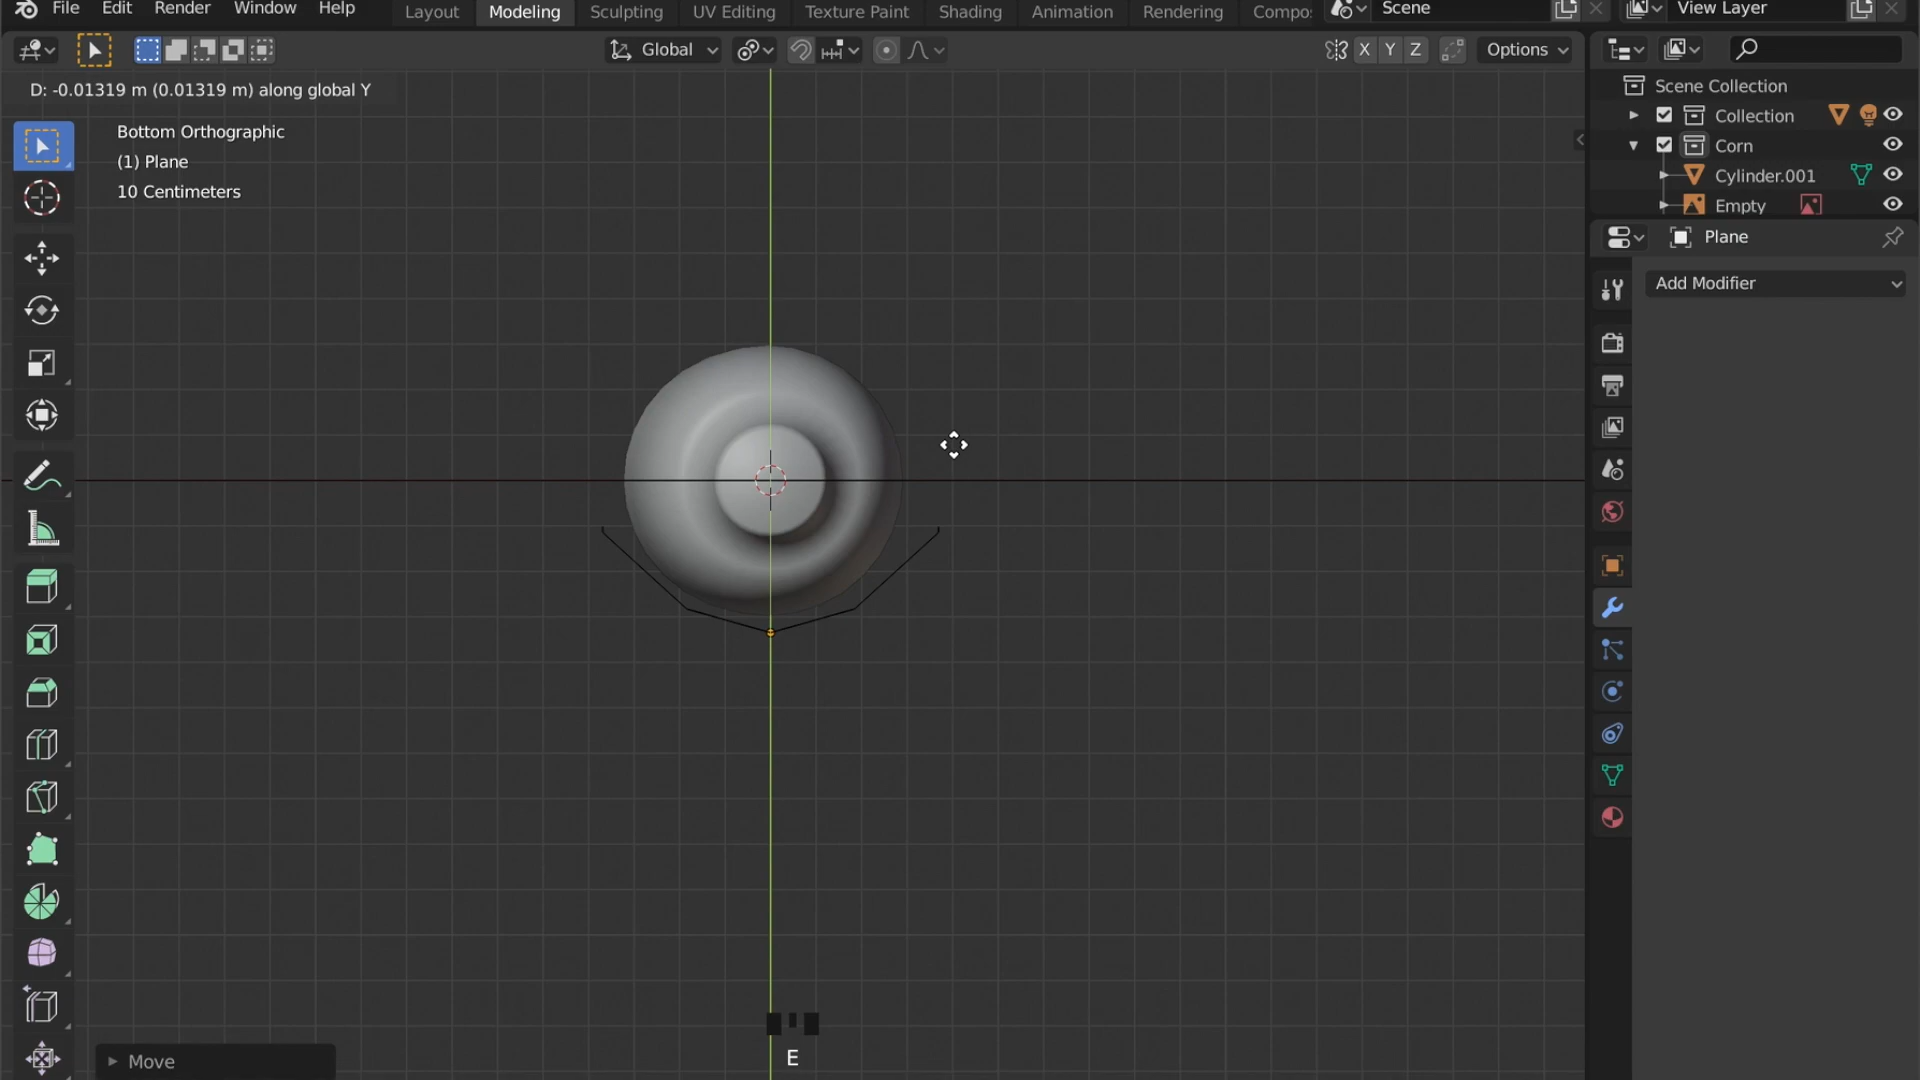 File Edit Render Window Help Layout Modeling Sculpting UV Editing Texture Paint Shading Animation Rendering Compo Scene View Layer
Global X Y Z Options
D: -0.01319 m (0.01319 m) along global Y
Bottom Orthographic
(1) Plane
10 Centimeters
Scene Collection
Collection
Corn
Cylinder.001
Empty
Plane
Add Modifier
E
Move